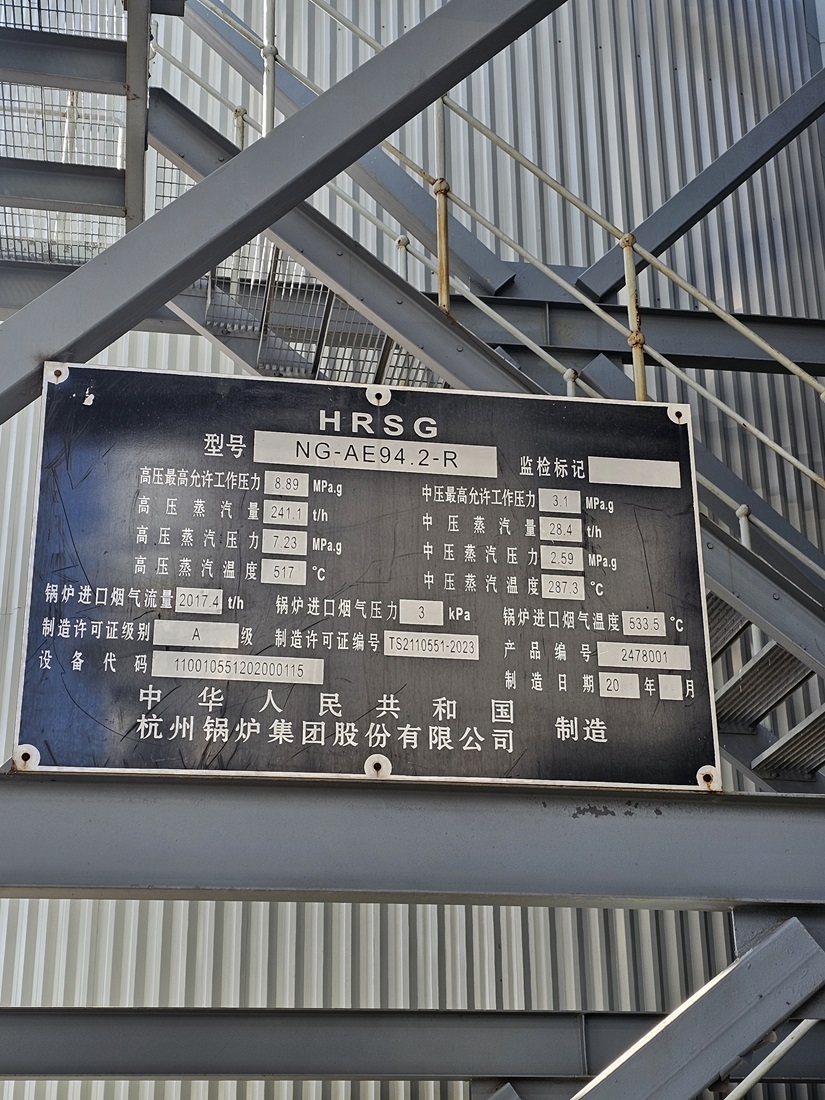 HRSG
型号 NG-AE94.2-R 监检标记
高压最高允许工作压力 8.89 MPa.g 中压最高允许工作压力 3.1 MPa.g
高压蒸汽量 241.1 t/h 中压蒸汽量 28.4 t/h
高压蒸汽压力 7.23 MPa.g 中压蒸汽压力 2.59 MPa.g
高压蒸汽温度 517 °C 中压蒸汽温度 287.3 °C
锅炉进口烟气流量 2017.4 t/h 锅炉进口烟气压力 3 kPa 锅炉进口烟气温度 533.5 °C
制造许可证级别 A 级 制造许可证编号 TS2110551-2023 产品编号 2478001
设备代码 110010551202000115 制造日期 20 年 月
中华人民共和国
杭州锅炉集团股份有限公司 制造